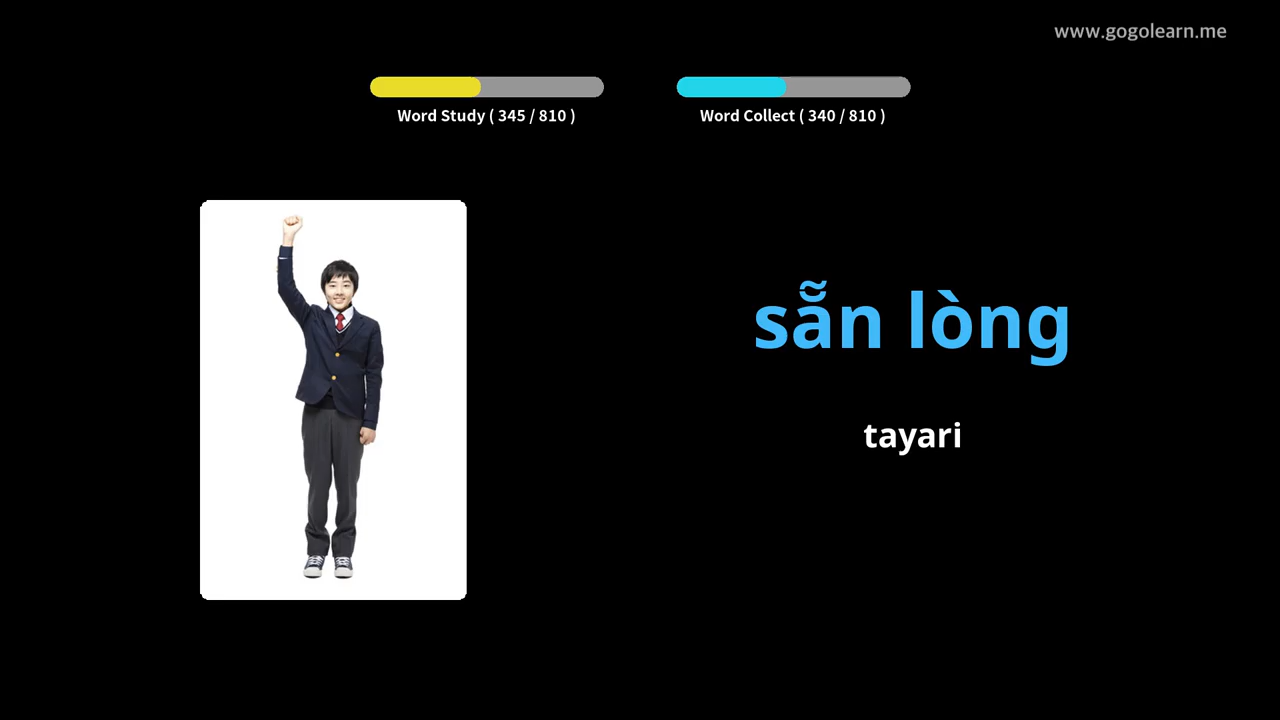 www.gogolearn.me
Word Study ( 345 / 810 )
Word Collect ( 340 / 810 )
sẵn lòng
tayari